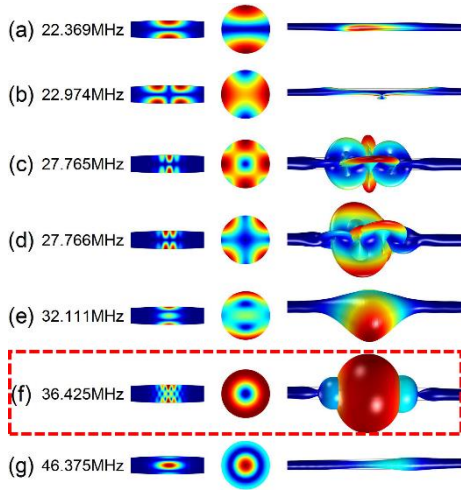 (a) 22.369MHz
(b) 22.974MHz
(c) 27.765MHz
(d) 27.766MHz
(e) 32.111MHz
(f) 36.425MHz
(g) 46.375MHz